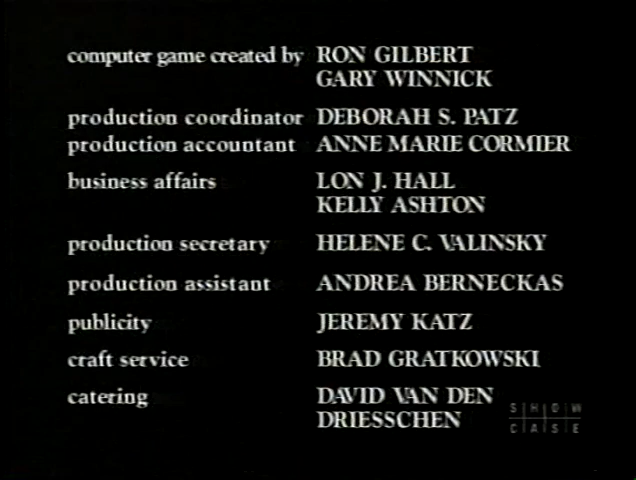 computer game created by RON GILBERT
GARY WINNICK
production coordinator DEBORAH S. PATZ
production accountant ANNE MARIE CORMIER
business affairs LON J. HALL
KELLY ASHTON
production secretary HELENE C. VALINSKY
production assistant ANDREA BERNECKAS
publicity JEREMY KATZ
craft service BRAD GRATKOWSKI
catering DAVID VAN DEN
DRIESSCHEN
SHOW
CASE